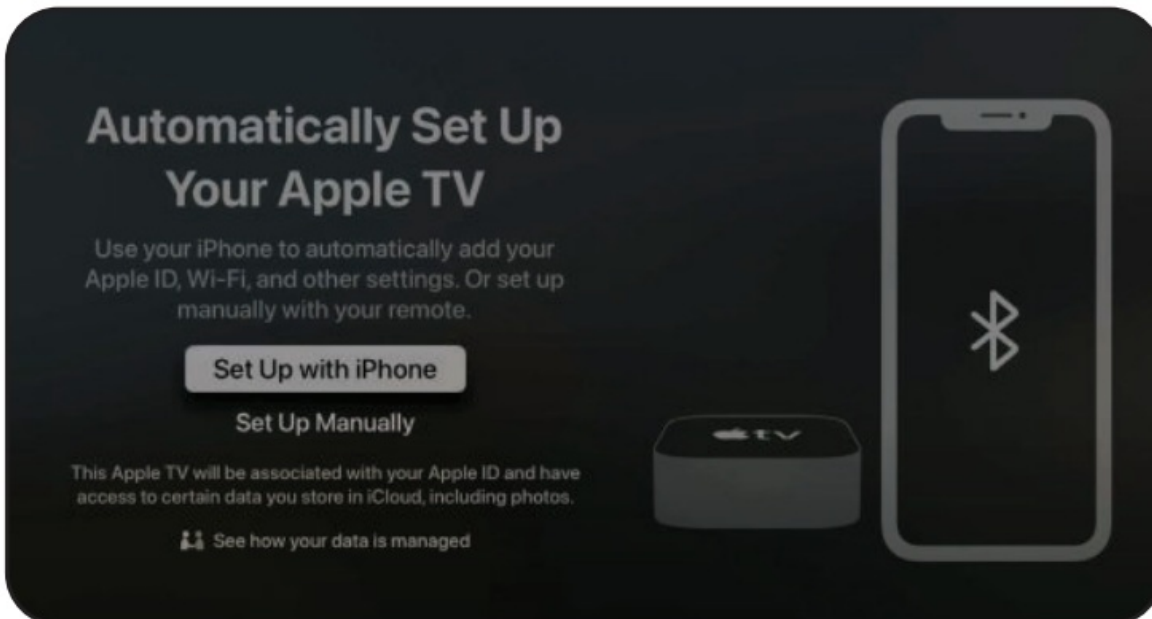 Automatically Set Up
Your Apple TV
Use your iPhone to automatically add your
Apple ID, Wi-Fi, and other settings. Or set up
manually with your remote.
Set Up with iPhone
Set Up Manually
This Apple TV will be associated with your Apple ID and have
access to certain data you store in iCloud, including photos.
See how your data is managed
tv